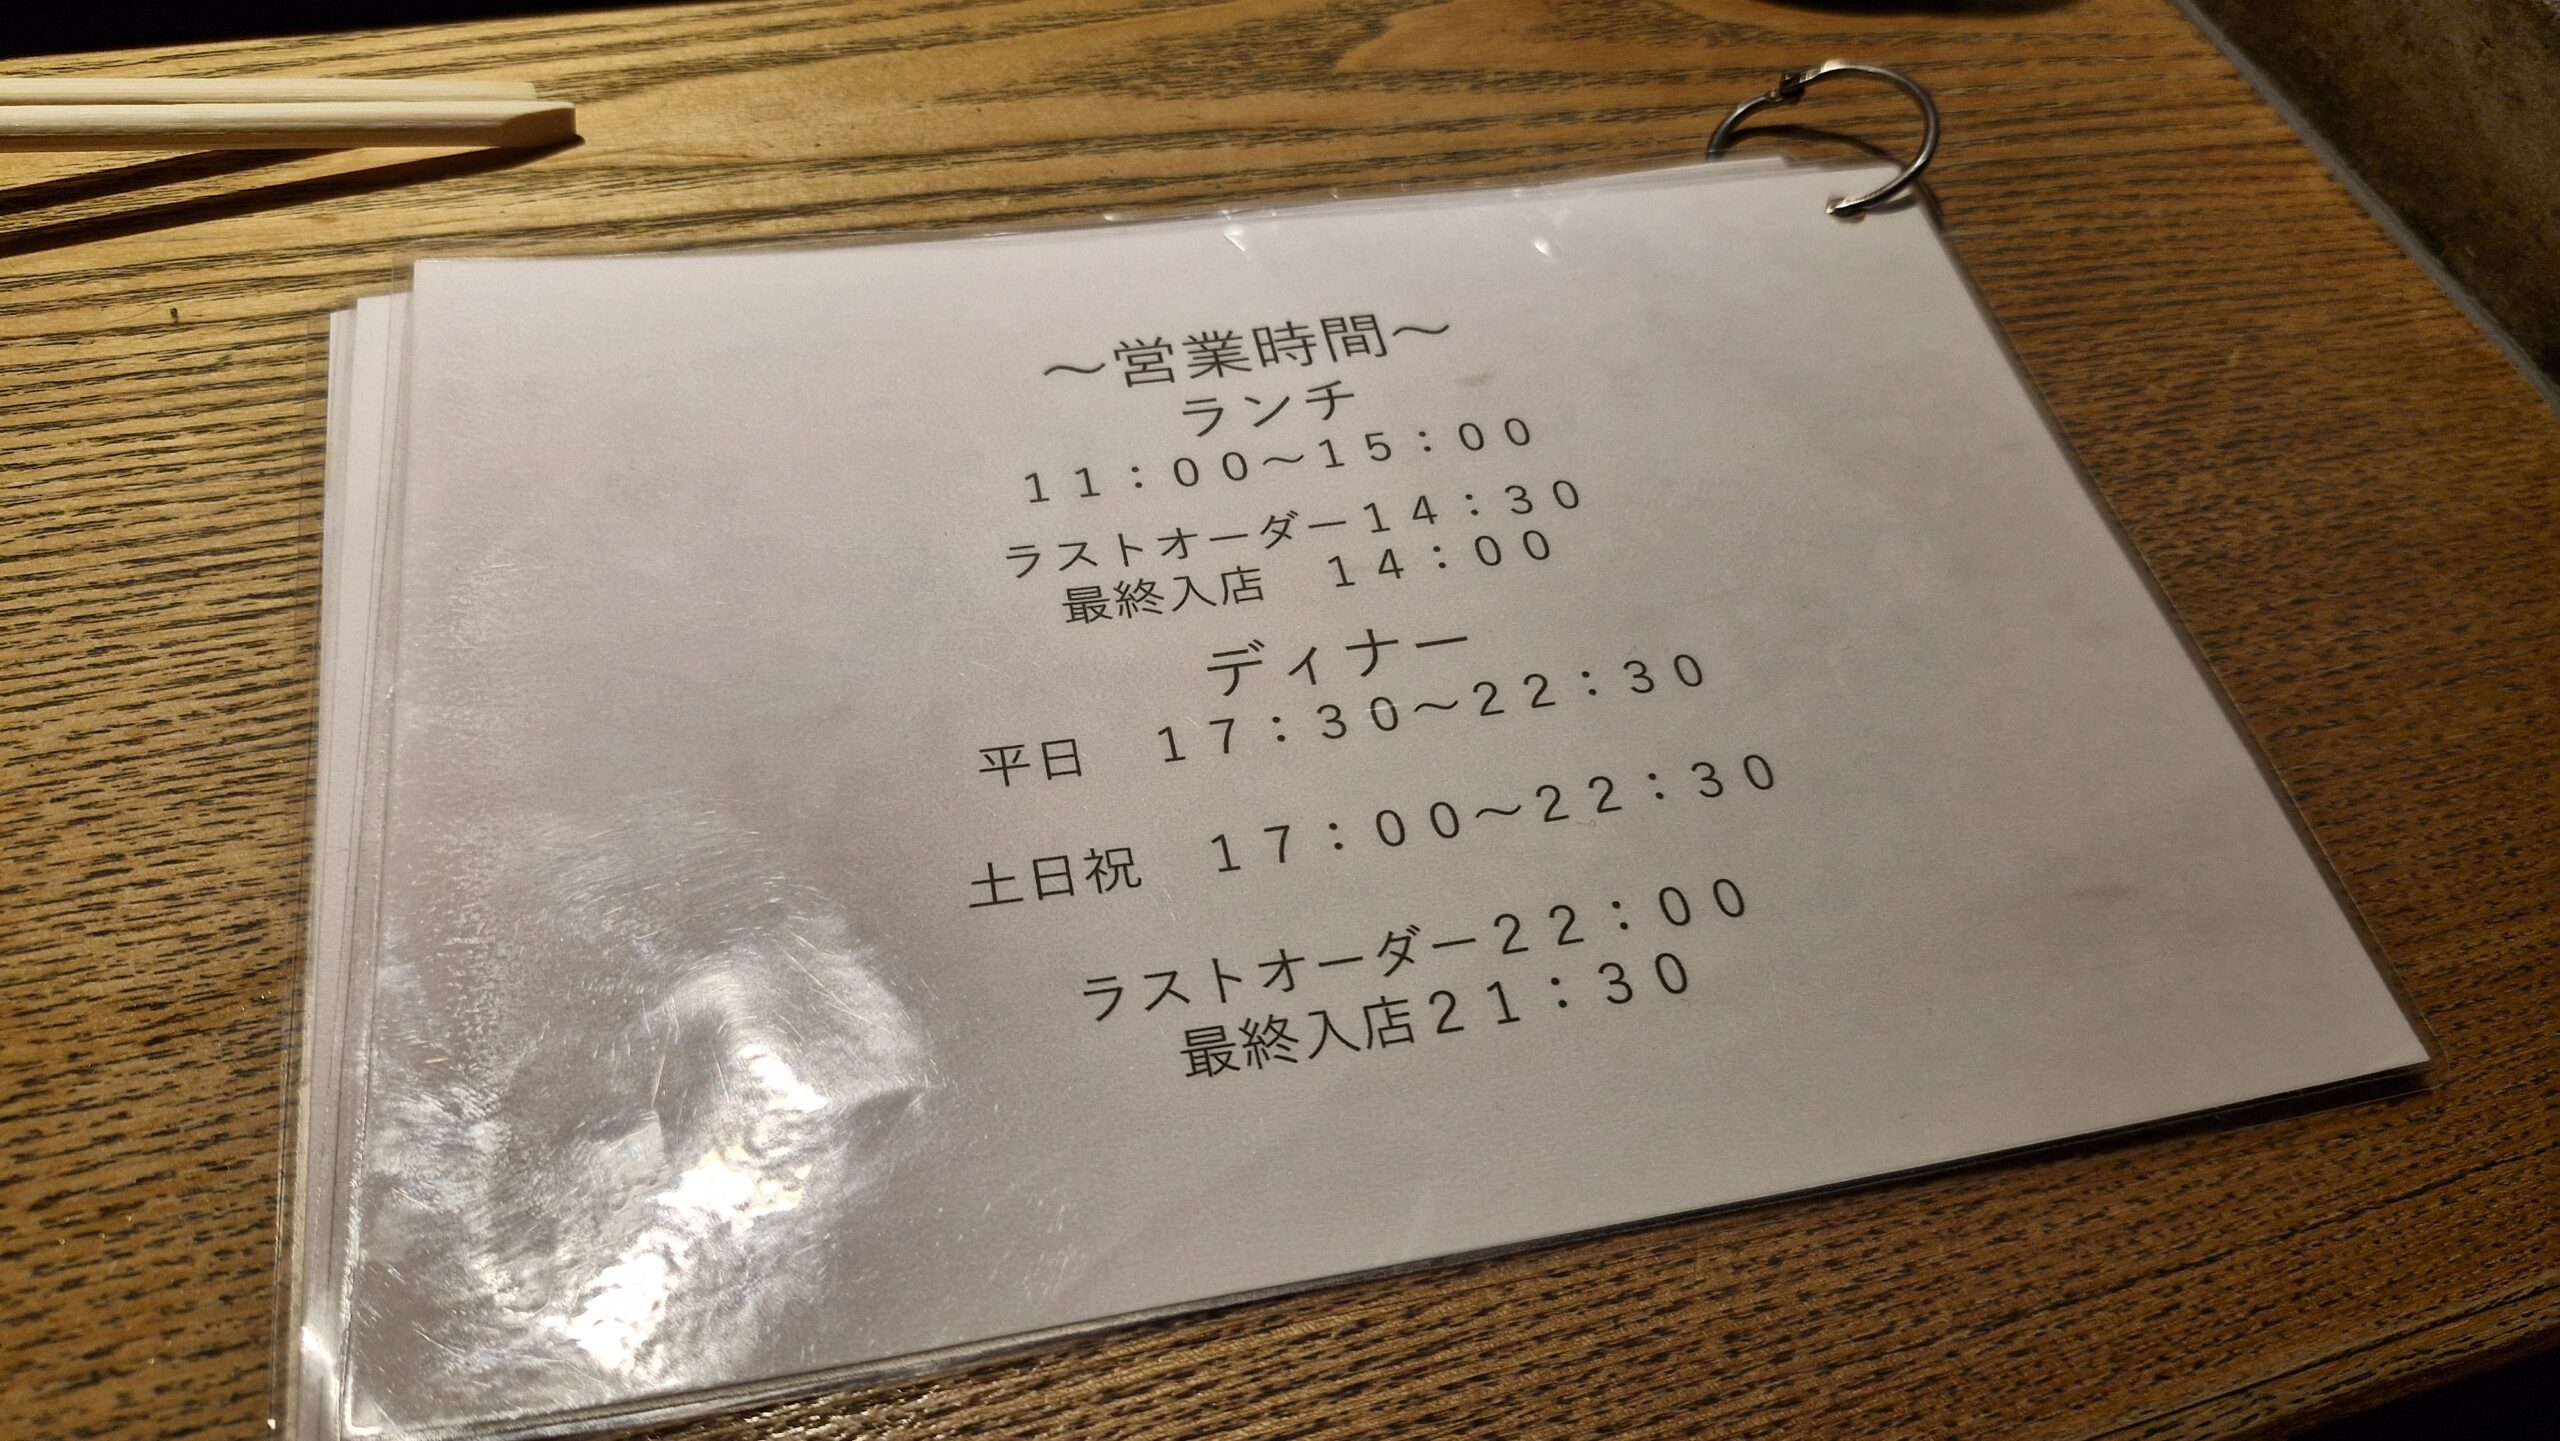 ～営業時間～
ランチ
１１：００～１５：００
ラストオーダー１４：３０
最終入店　１４：００
ディナー
平日　１７：３０～２２：３０
土日祝　１７：００～２２：３０
ラストオーダー２２：００
最終入店２１：３０